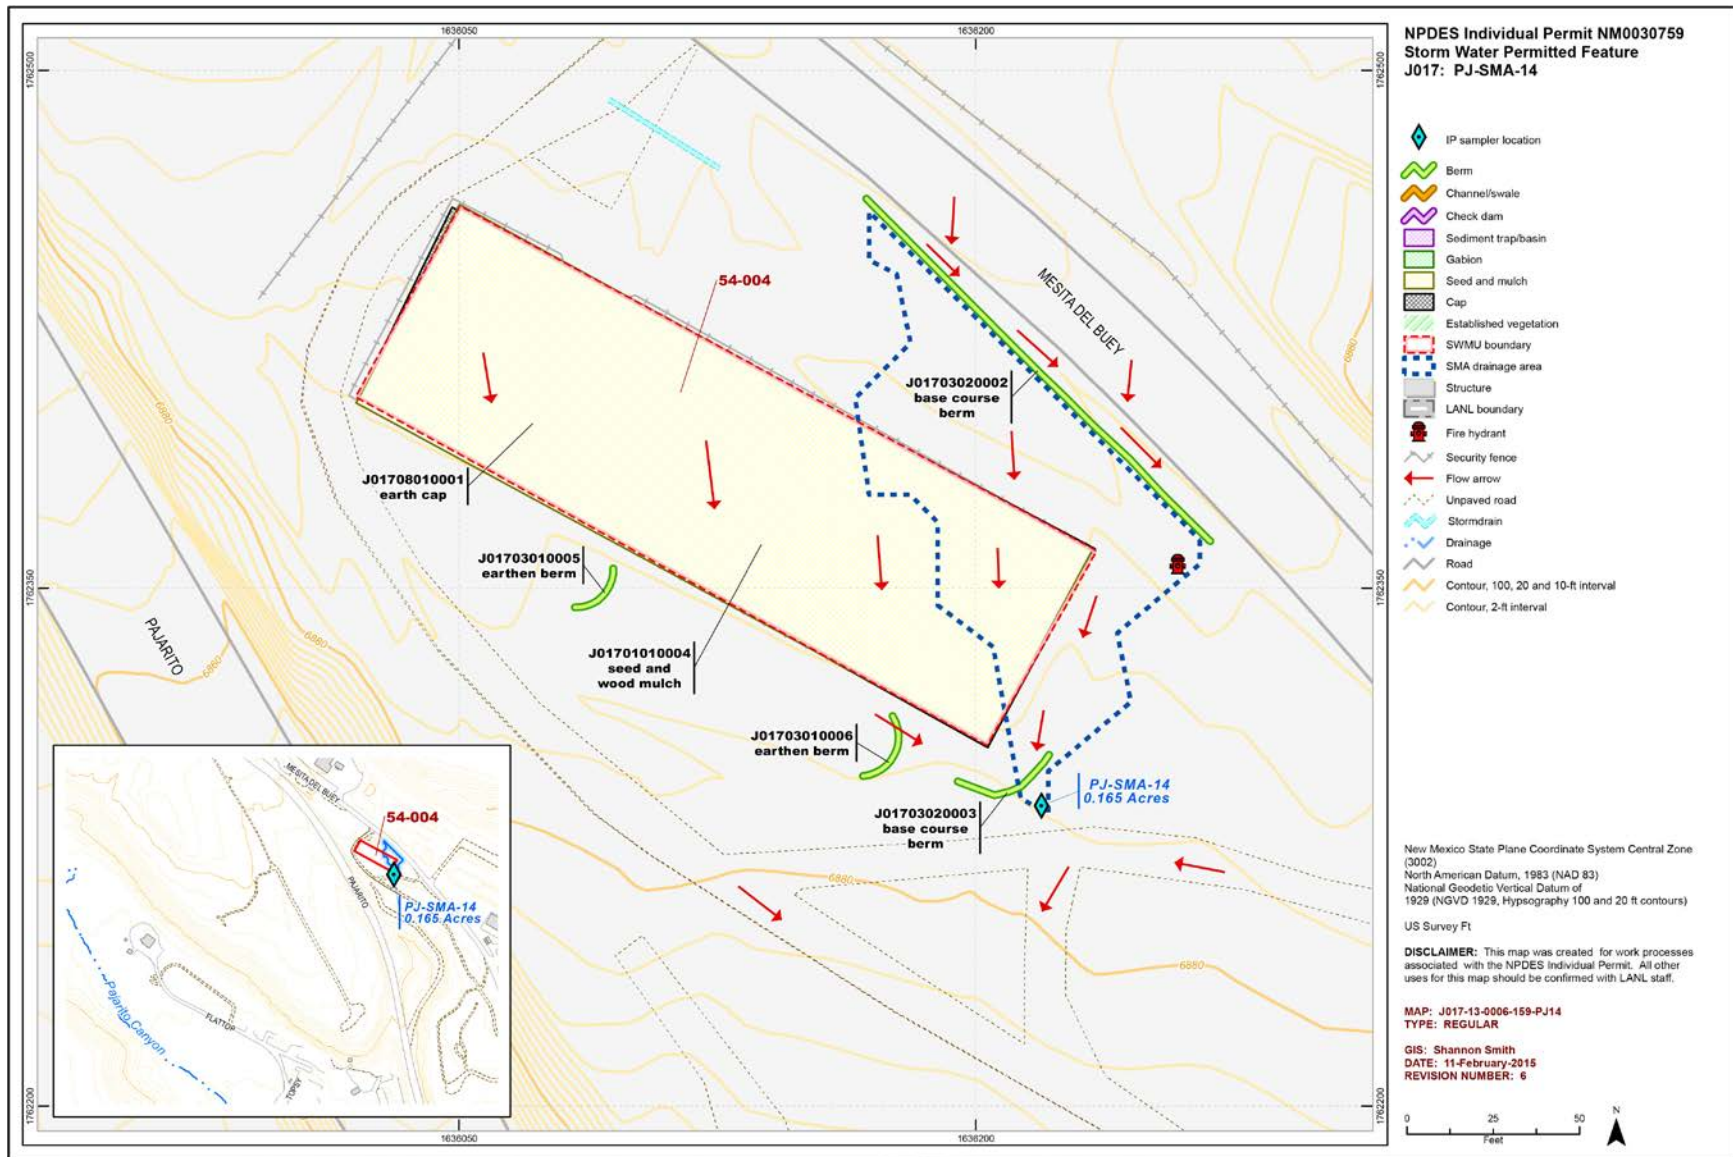 1636050
1636200
1762500
1762500
NPDES Individual Permit NM0030759
Storm Water Permitted Feature
J017: PJ-SMA-14
IP sampler location
Berm
Channel/swale
Check dam
Sediment trap/basin
Gabion
Seed and mulch
Cap
Established vegetation
SWMU boundary
SMA drainage area
Structure
LANL boundary
Fire hydrant
Security fence
Flow arrow
Unpaved road
Stormdrain
Drainage
Road
Contour, 100, 20 and 10-ft interval
Contour, 2-ft interval
54-004
MESITA DEL BUEY
6880
6880
J01703020002
base course
berm
J01708010001
earth cap
J01703010005
earthen berm
1762350
1762350
6880
6860
PAJARITO
J01701010004
seed and
wood mulch
J01703010006
earthen berm
PJ-SMA-14
0.165 Acres
J01703020003
base course
berm
6880
6880
MESITA DEL BUEY
54-004
PAJARITO
PJ-SMA-14
0.165 Acres
FLATTOP
Pajarito Canyon
TOPSY
1762200
1762200
1636050
1636200
New Mexico State Plane Coordinate System Central Zone
(3002)
North American Datum, 1983 (NAD 83)
National Geodetic Vertical Datum of
1929 (NGVD 1929, Hypsography 100 and 20 ft contours)
US Survey Ft
DISCLAIMER: This map was created for work processes
associated with the NPDES Individual Permit. All other
uses for this map should be confirmed with LANL staff.
MAP: J017-13-0006-159-PJ14
TYPE: REGULAR
GIS: Shannon Smith
DATE: 11-February-2015
REVISION NUMBER: 6
0 25 50
Feet
N